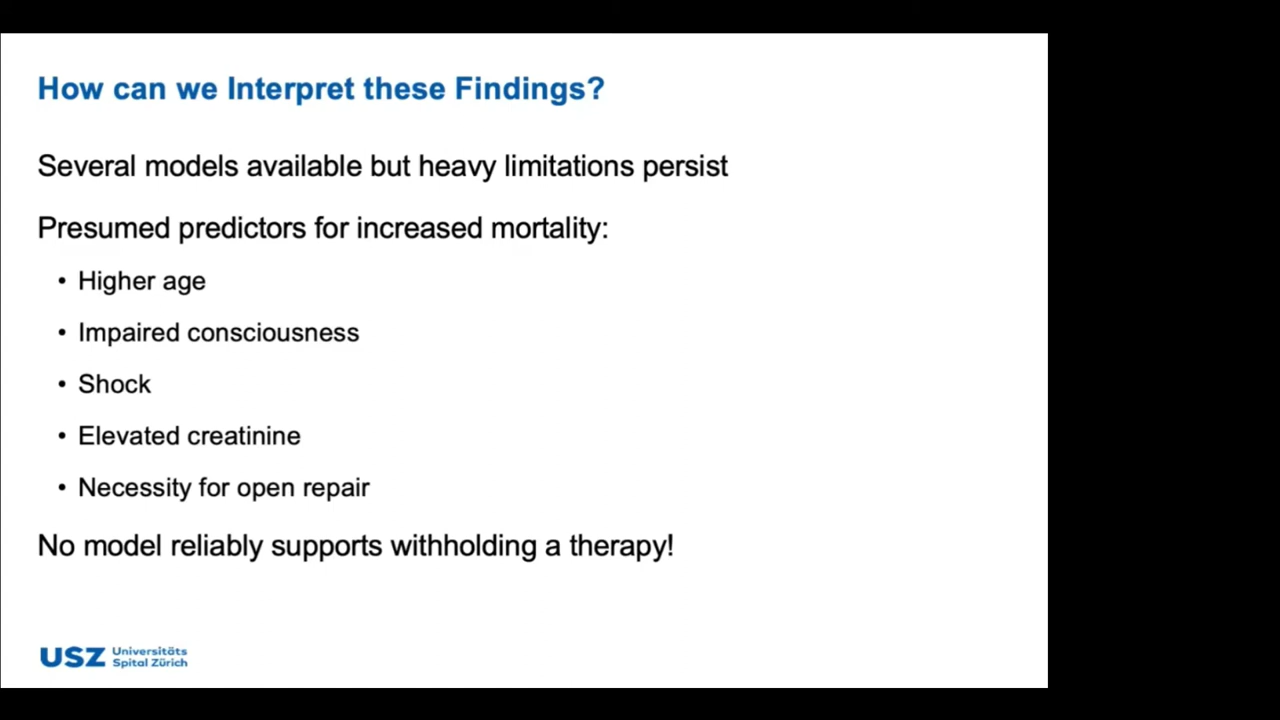 How can we Interpret these Findings?
Several models available but heavy limitations persist
Presumed predictors for increased mortality:
• Higher age
• Impaired consciousness
• Shock
• Elevated creatinine
• Necessity for open repair
No model reliably supports withholding a therapy!
USZ Universitäts
Spital Zürich